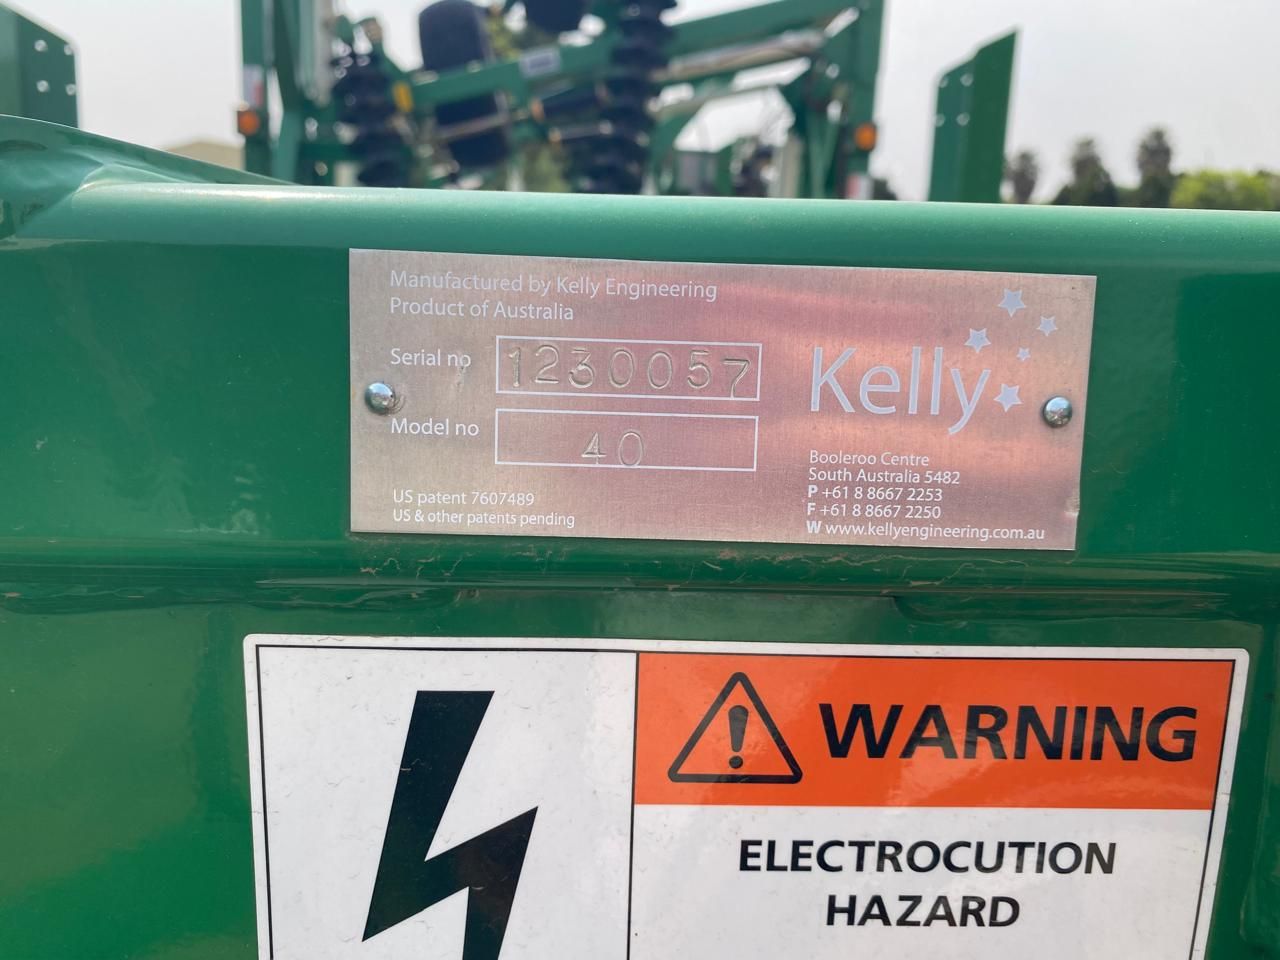 Manufactured by Kelly Engineering
Product of Australia
Serial no 1230057
Model no 40
US patent 7607489
US & other patents pending
Kelly
Booleroo Centre
South Australia 5482
P +61 8 8667 2253
F +61 8 8667 2250
W www.kellyengineering.com.au
WARNING
ELECTROCUTION
HAZARD